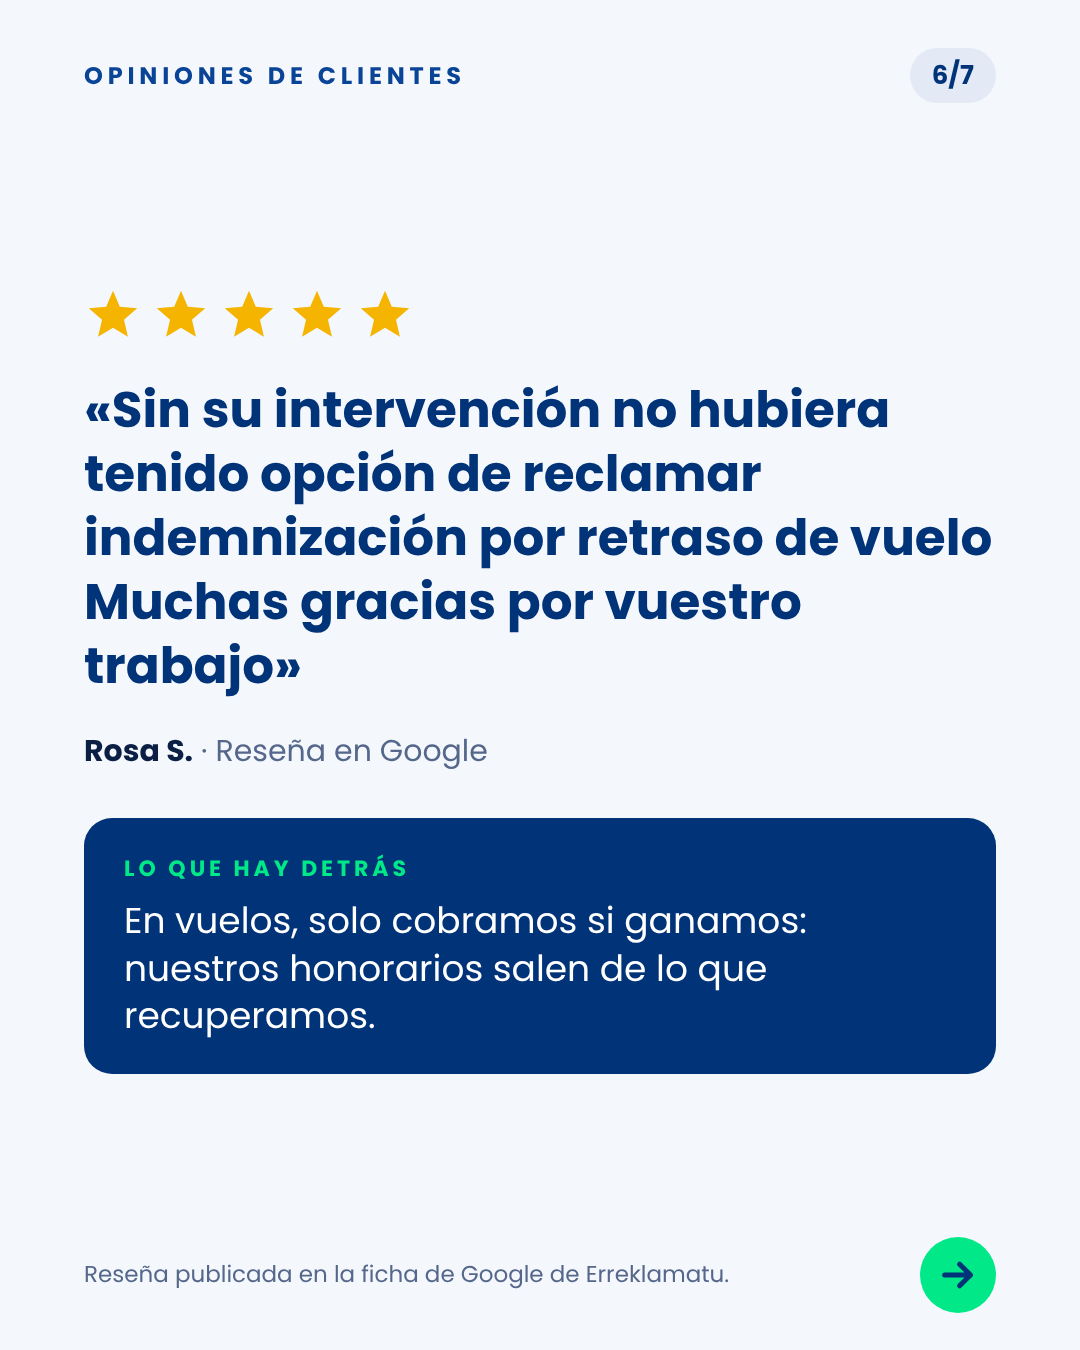 OPINIONES DE CLIENTES
6/7
«Sin su intervención no hubiera
tenido opción de reclamar
indemnización por retraso de vuelo
Muchas gracias por vuestro
trabajo»
Rosa S. · Reseña en Google
LO QUE HAY DETRÁS
En vuelos, solo cobramos si ganamos:
nuestros honorarios salen de lo que
recuperamos.
Reseña publicada en la ficha de Google de Erreklamatu.